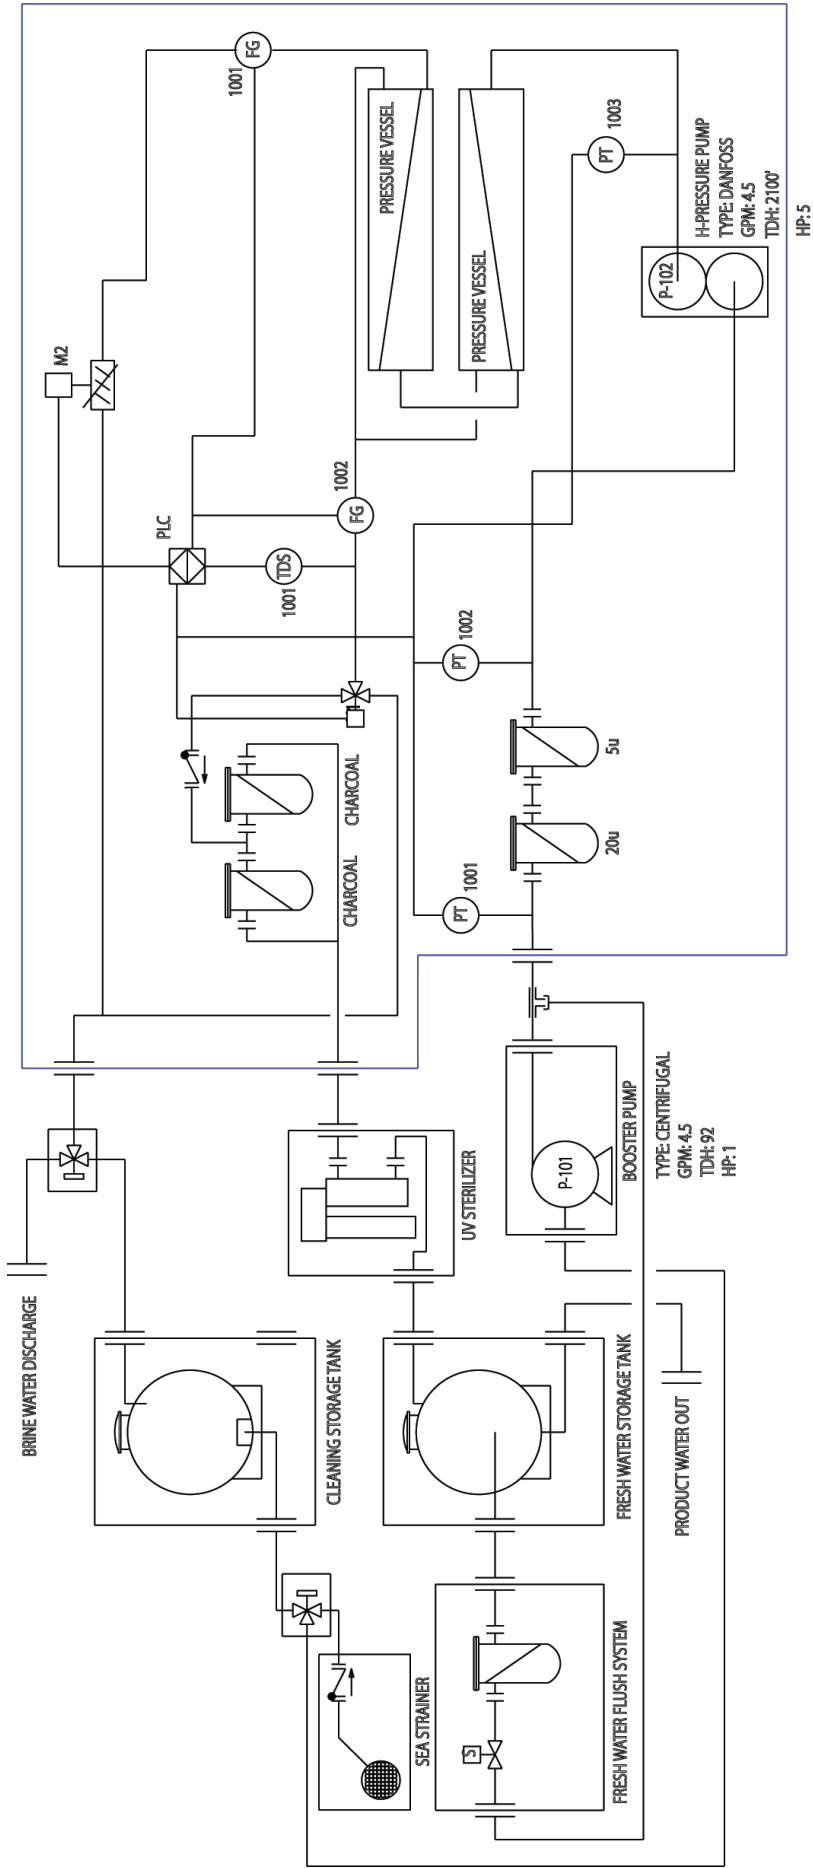 FG
1001
PRESSURE VESSEL
PRESSURE VESSEL
PT
1003
H-PRESSURE PUMP
TYPE: DANFOSS
GPM: 4.5
TDH: 2100'
HP: 5
P-102
M2
PLC
FG
1002
TDS
1001
PT
1002
5u
20u
CHARCOAL
CHARCOAL
PT
1001
P-101
BOOSTER PUMP
TYPE: CENTRIFUGAL
GPM: 4.5
TDH: 92
HP: 1
UV STERILIZER
BRINE WATER DISCHARGE
CLEANING STORAGE TANK
FRESH WATER STORAGE TANK
PRODUCT WATER OUT
SEA STRAINER
S
FRESH WATER FLUSH SYSTEM